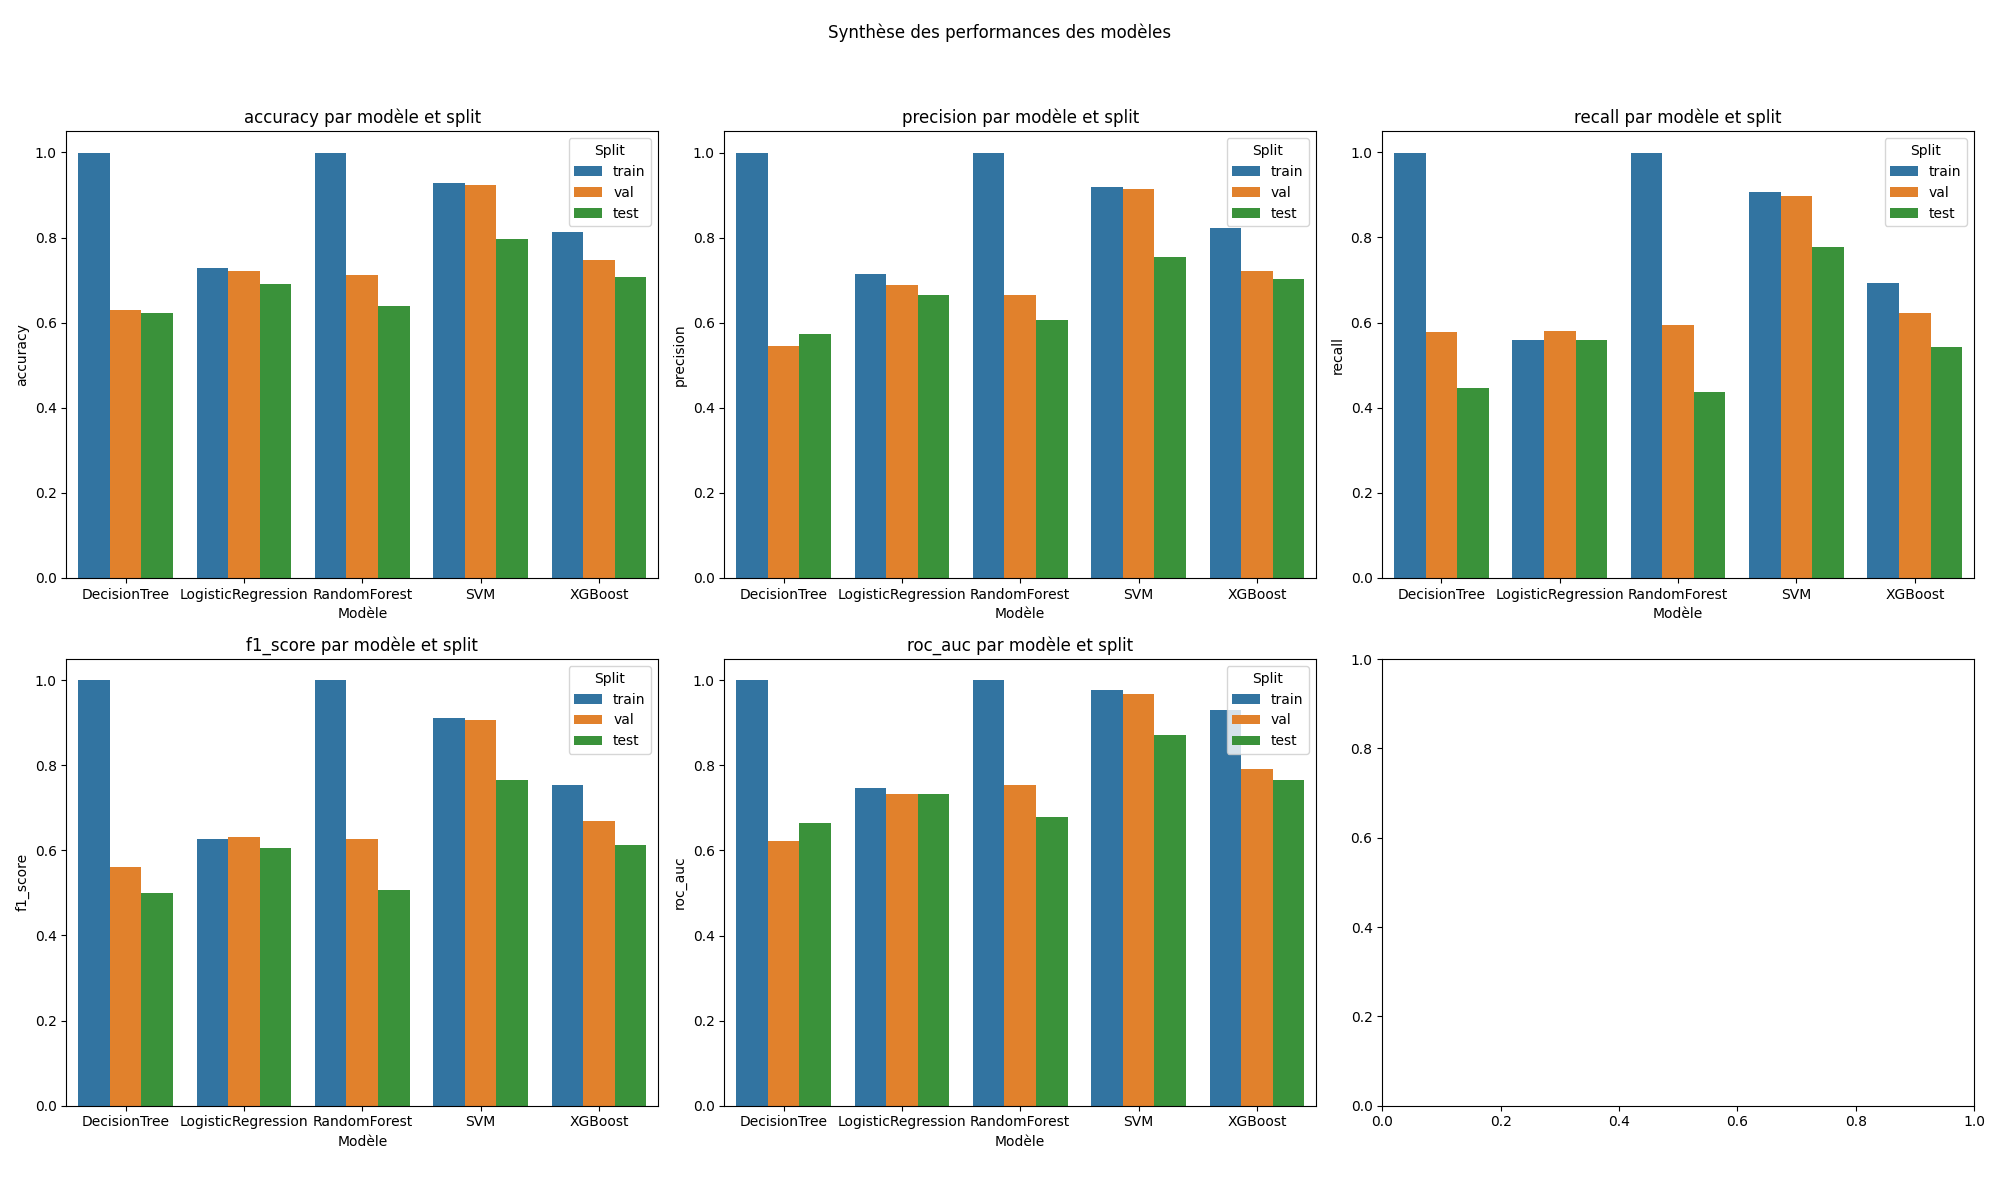 Synthèse des performances des modèles
accuracy par modèle et split
accuracy
1.0
0.8
0.6
0.4
0.2
0.0
Split
train
val
test
DecisionTree LogisticRegression RandomForest SVM XGBoost
Modèle
precision par modèle et split
precision
1.0
0.8
0.6
0.4
0.2
0.0
Split
train
val
test
DecisionTree LogisticRegression RandomForest SVM XGBoost
Modèle
recall par modèle et split
recall
1.0
0.8
0.6
0.4
0.2
0.0
Split
train
val
test
DecisionTree LogisticRegression RandomForest SVM XGBoost
Modèle
f1_score par modèle et split
f1_score
1.0
0.8
0.6
0.4
0.2
0.0
Split
train
val
test
DecisionTree LogisticRegression RandomForest SVM XGBoost
Modèle
roc_auc par modèle et split
roc_auc
1.0
0.8
0.6
0.4
0.2
0.0
Split
train
val
test
DecisionTree LogisticRegression RandomForest SVM XGBoost
Modèle
1.0
0.8
0.6
0.4
0.2
0.0
0.0 0.2 0.4 0.6 0.8 1.0